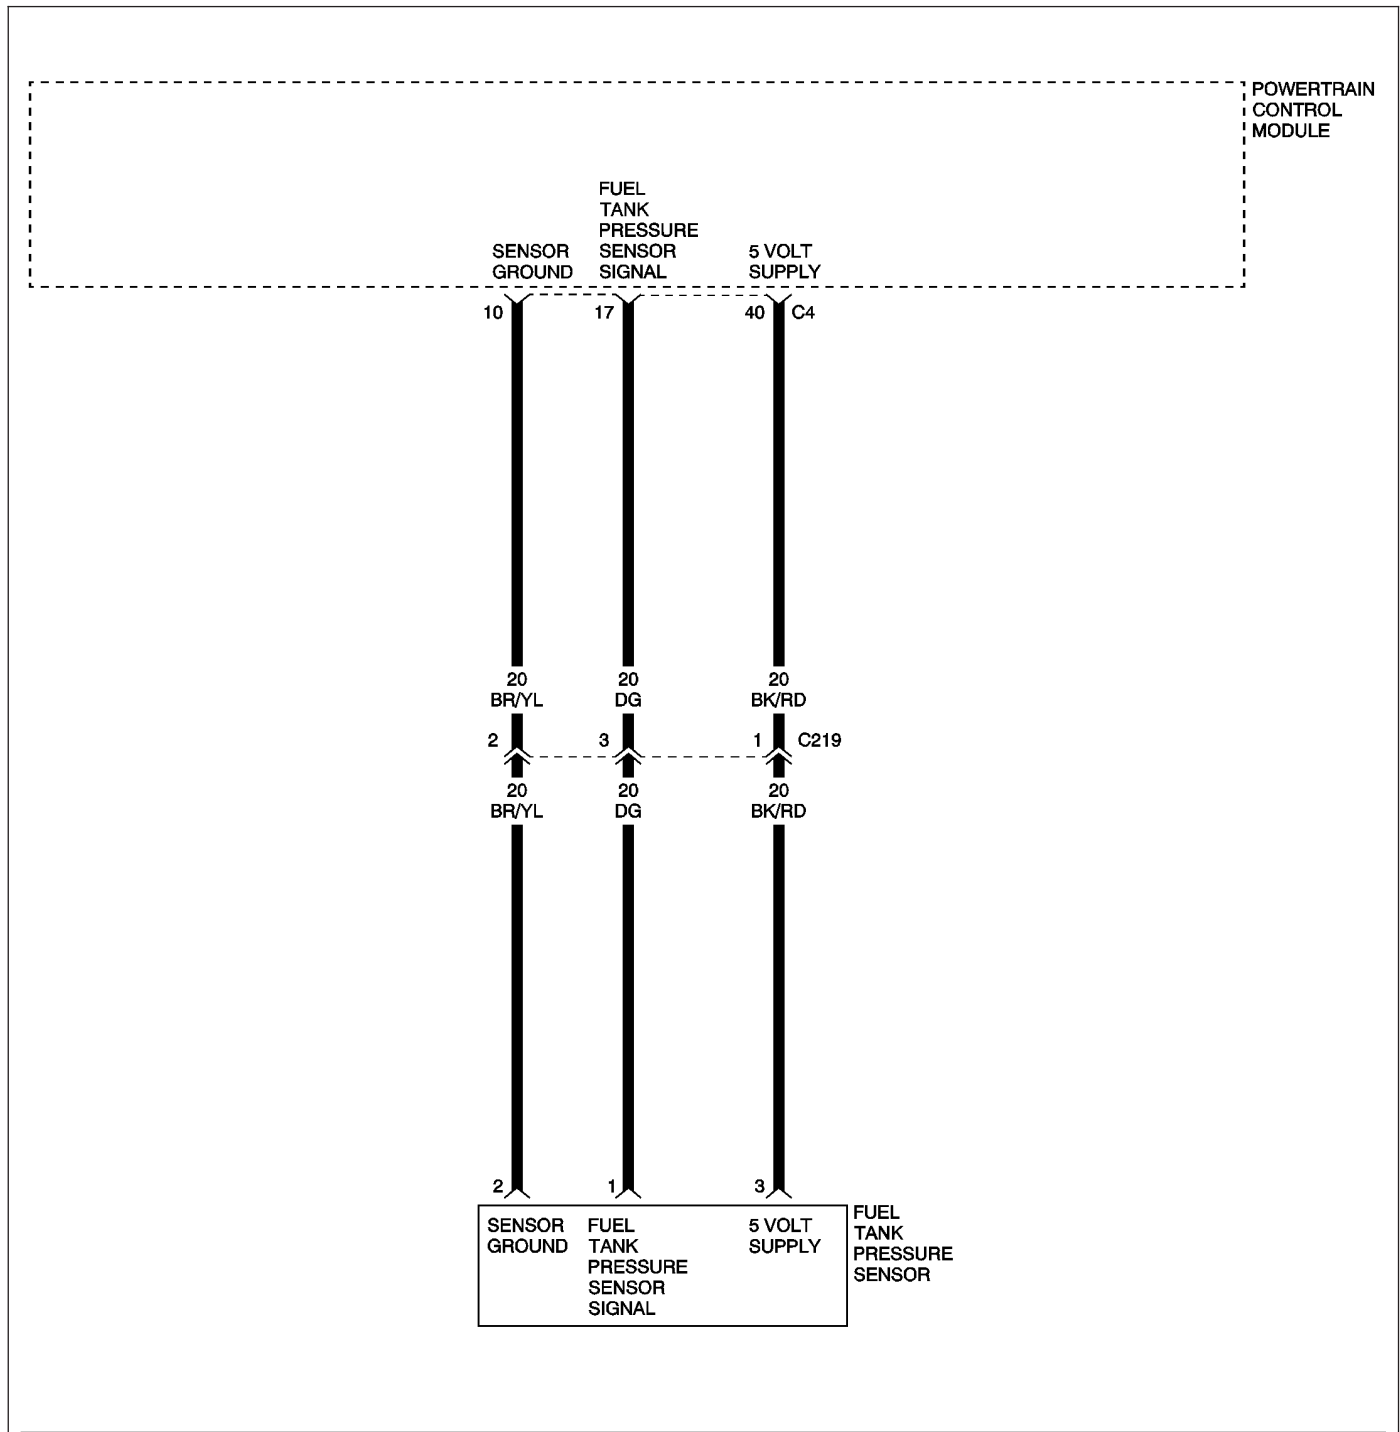 POWERTRAIN
CONTROL
MODULE
SENSOR
GROUND
FUEL
TANK
PRESSURE
SENSOR
SIGNAL
5 VOLT
SUPPLY
10
17
40
C4
20
BR/YL
20
DG
20
BK/RD
2
3
1
C219
20
BR/YL
20
DG
20
BK/RD
2
1
3
SENSOR
GROUND
FUEL
TANK
PRESSURE
SENSOR
SIGNAL
5 VOLT
SUPPLY
FUEL
TANK
PRESSURE
SENSOR